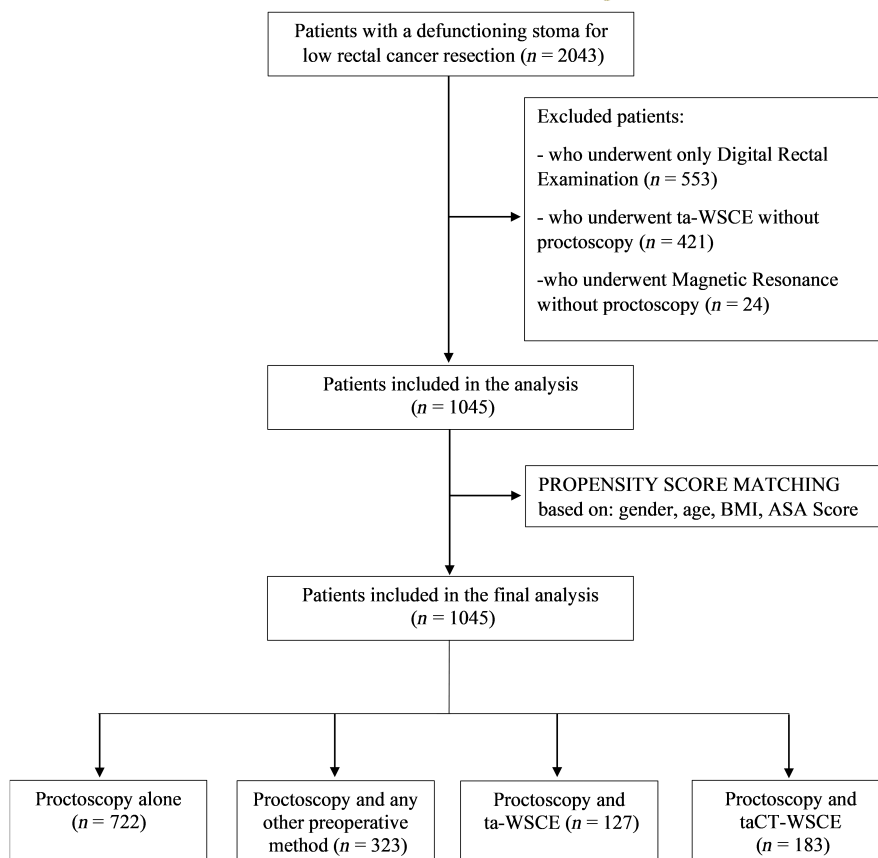 Patients with a defunctioning stoma for
low rectal cancer resection (n = 2043)
Excluded patients:
- who underwent only Digital Rectal
Examination (n = 553)
- who underwent ta-WSCE without
proctoscopy (n = 421)
-who underwent Magnetic Resonance
without proctoscopy (n = 24)
Patients included in the analysis
(n = 1045)
PROPENSITY SCORE MATCHING
based on: gender, age, BMI, ASA Score
Patients included in the final analysis
(n = 1045)
Proctoscopy alone
(n = 722)
Proctoscopy and any
other preoperative
method (n = 323)
Proctoscopy and
ta-WSCE (n = 127)
Proctoscopy and
taCT-WSCE
(n = 183)